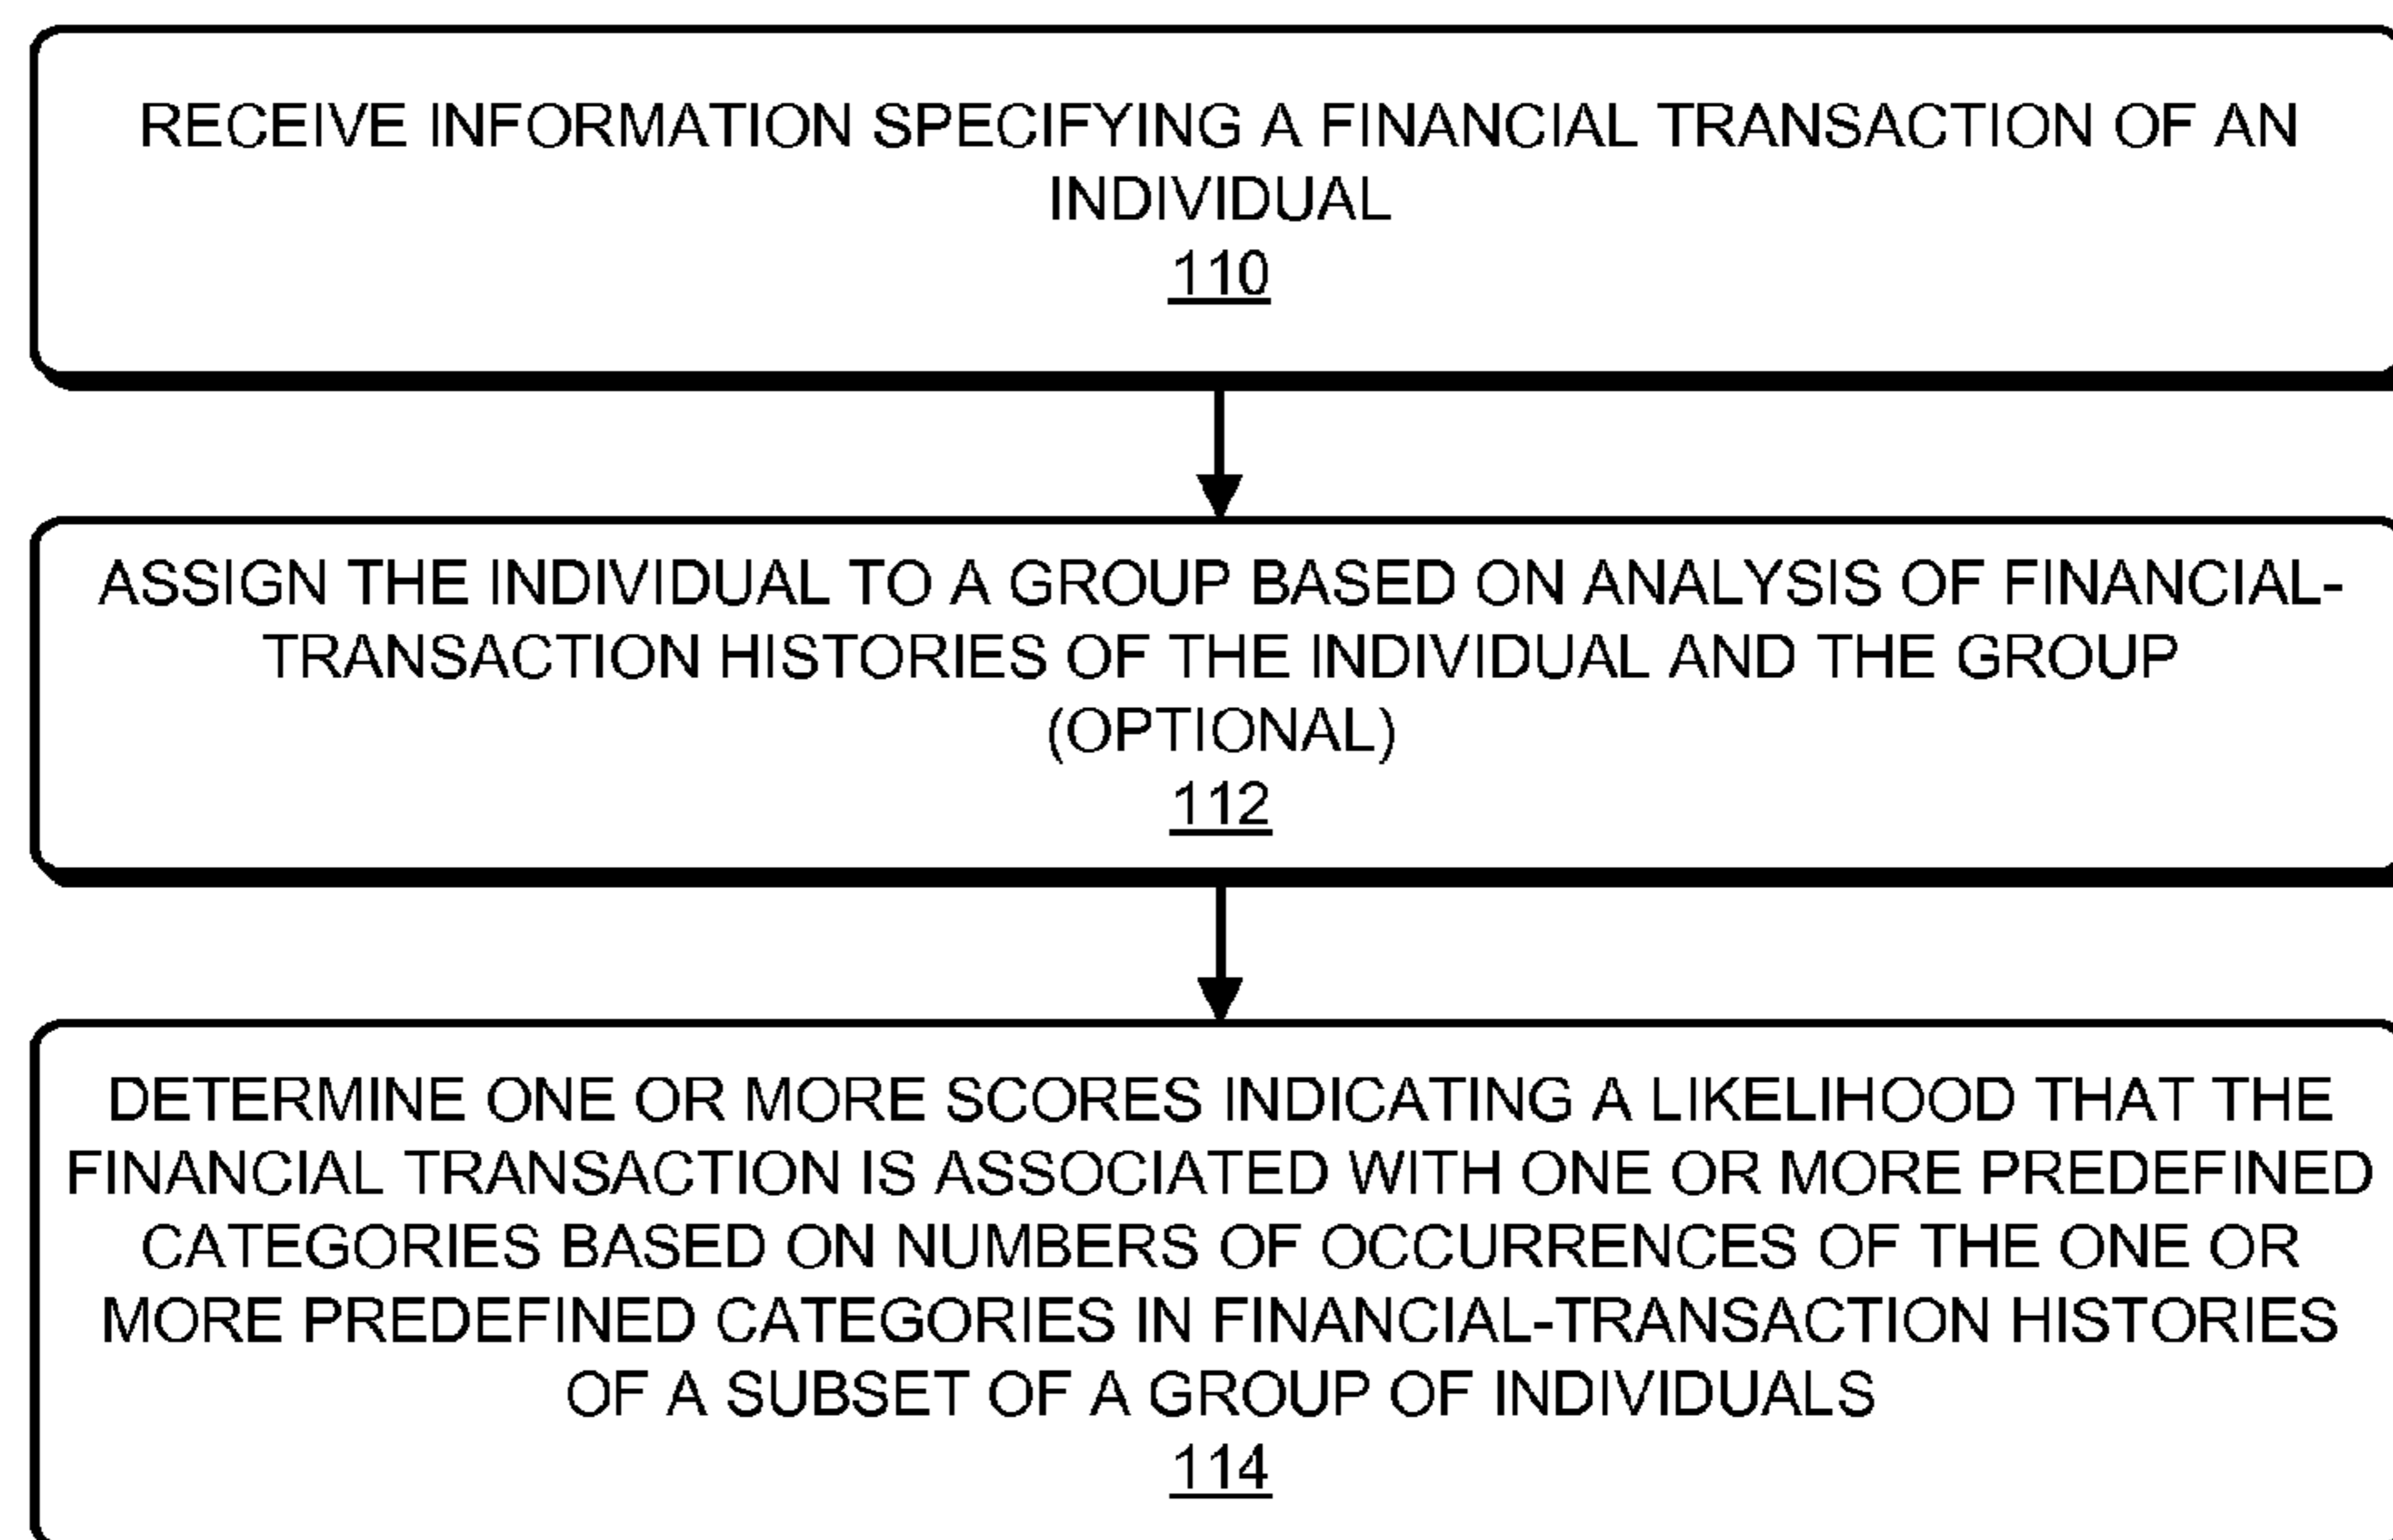 RECEIVE INFORMATION SPECIFYING A FINANCIAL TRANSACTION OF AN
INDIVIDUAL
110
ASSIGN THE INDIVIDUAL TO A GROUP BASED ON ANALYSIS OF FINANCIAL-
TRANSACTION HISTORIES OF THE INDIVIDUAL AND THE GROUP
(OPTIONAL)
112
DETERMINE ONE OR MORE SCORES INDICATING A LIKELIHOOD THAT THE
FINANCIAL TRANSACTION IS ASSOCIATED WITH ONE OR MORE PREDEFINED
CATEGORIES BASED ON NUMBERS OF OCCURRENCES OF THE ONE OR
MORE PREDEFINED CATEGORIES IN FINANCIAL-TRANSACTION HISTORIES
OF A SUBSET OF A GROUP OF INDIVIDUALS
114